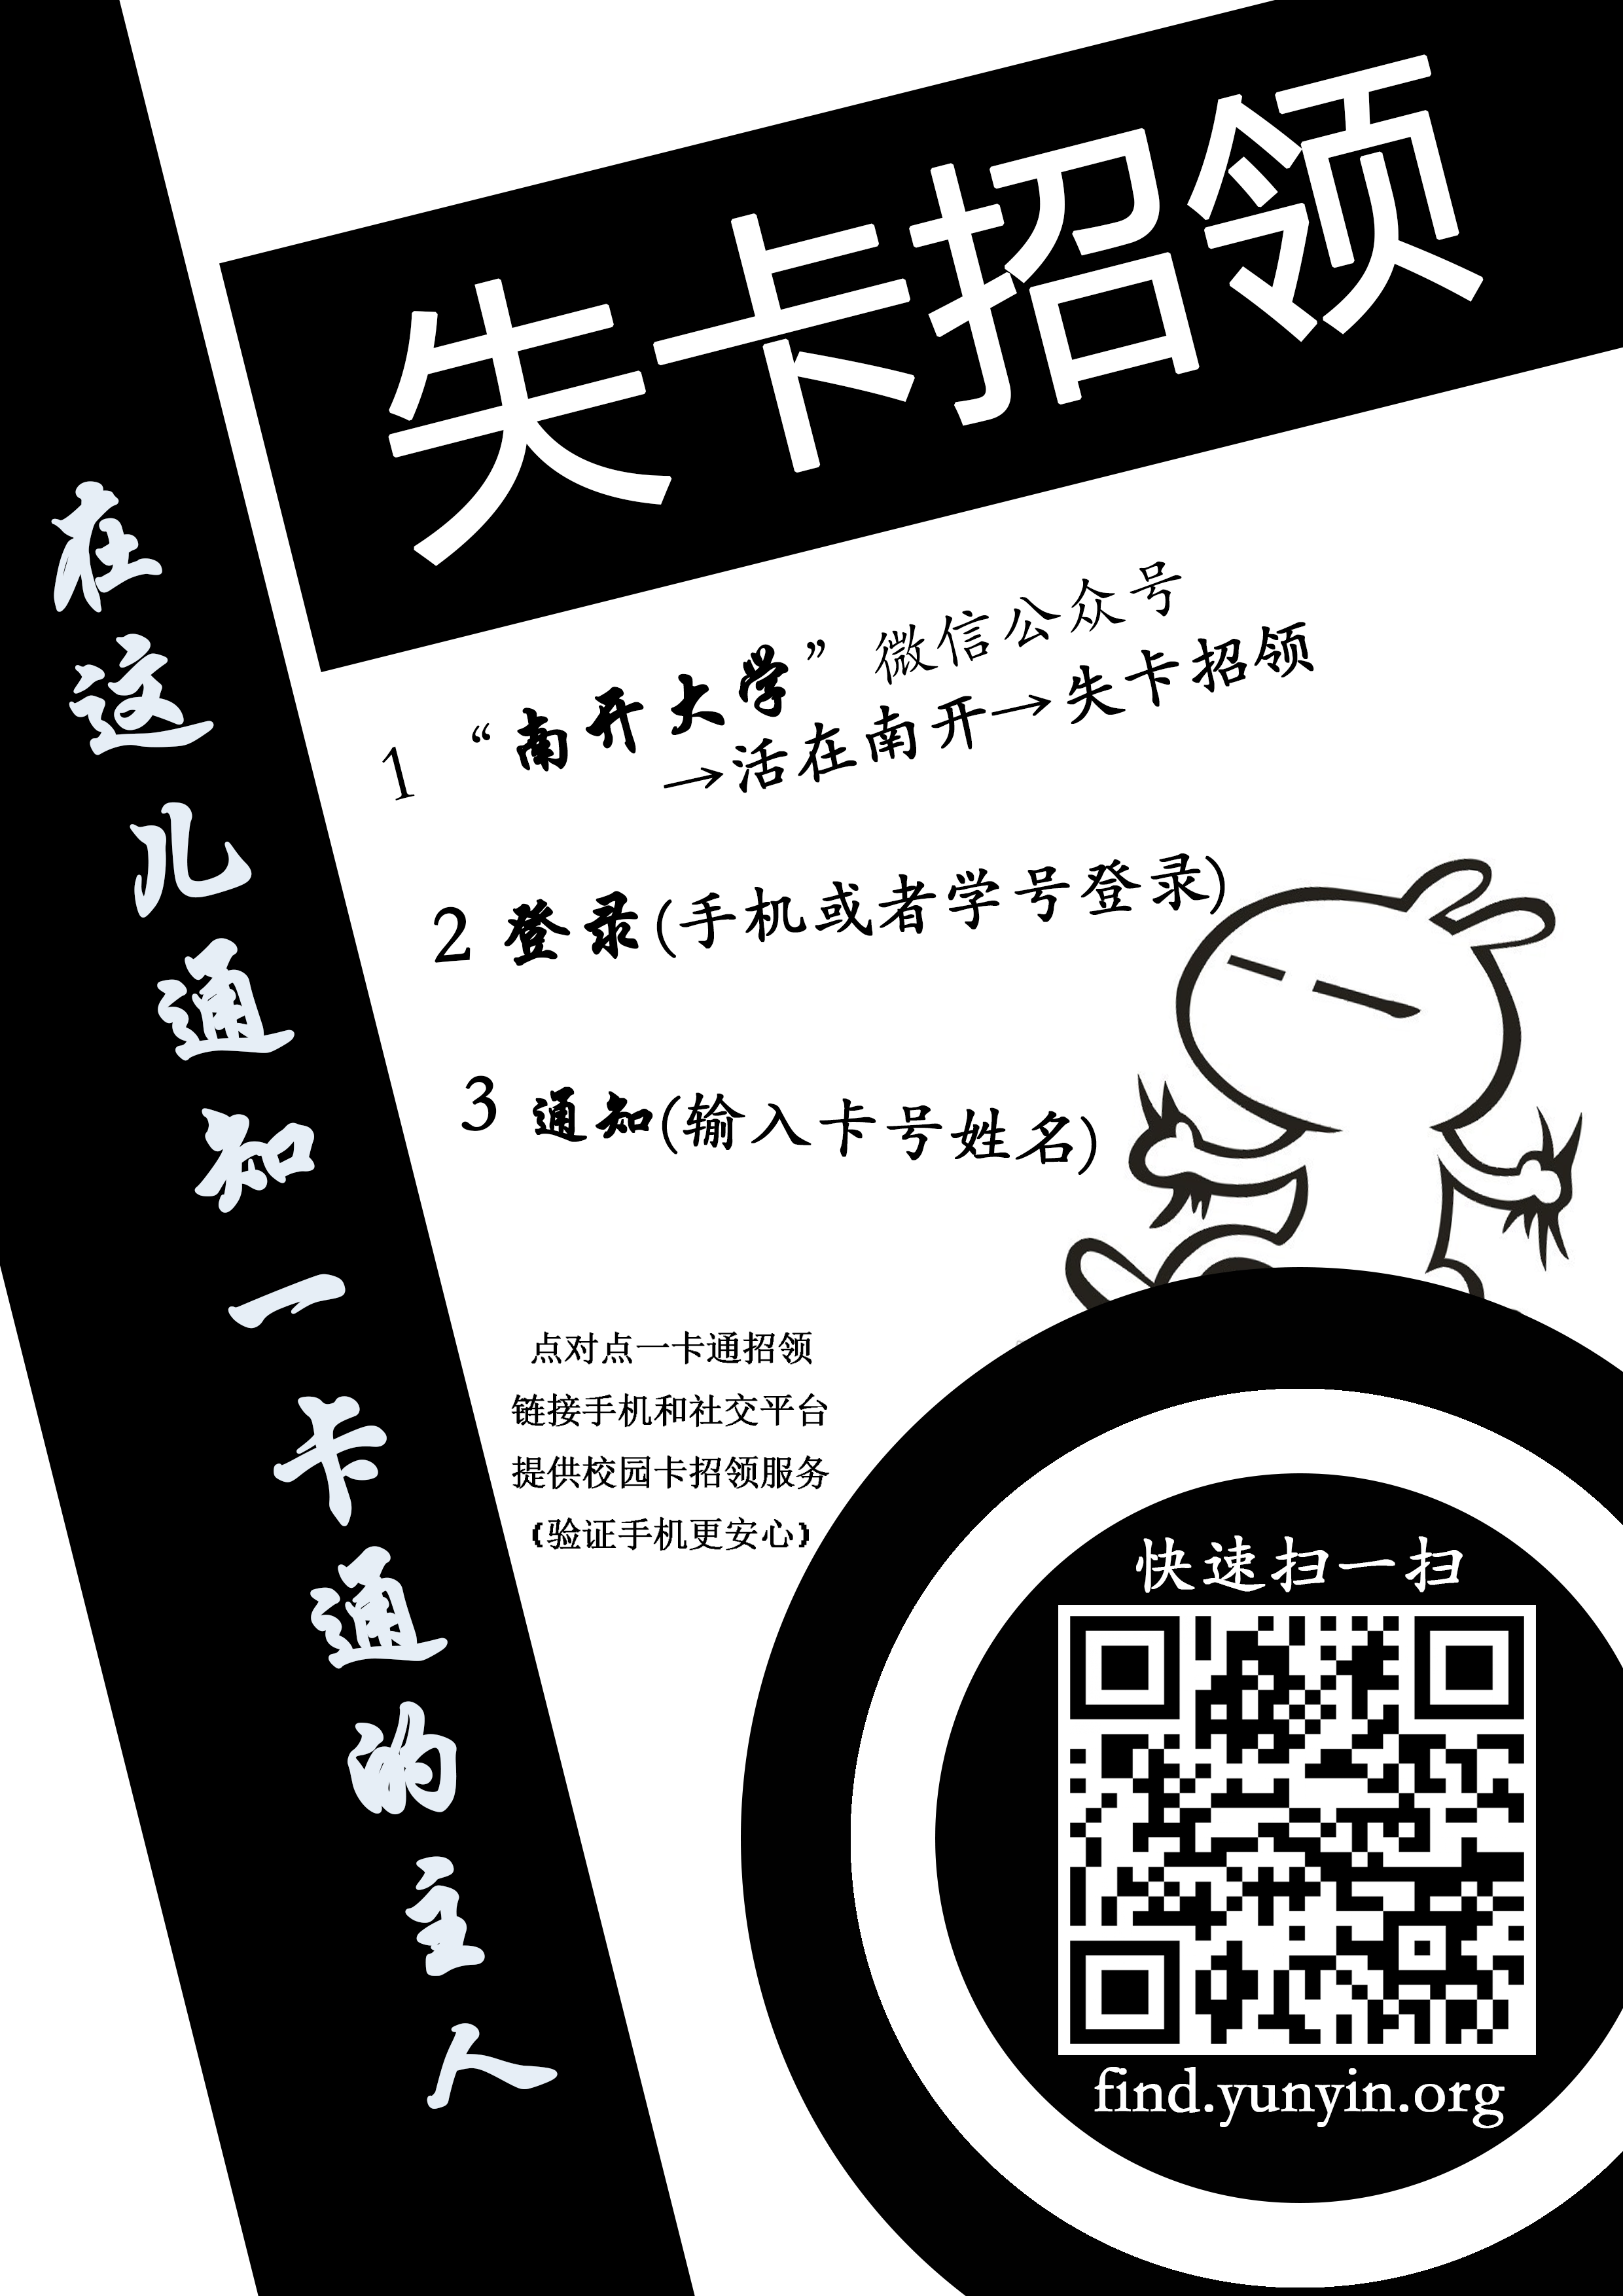 失卡招领
在这儿通知一卡通的主人
1 “南开大学” 微信公众号
→活在南开→失卡招领
2 登录(手机或者学号登录)
3 通知(输入卡号姓名)
点对点一卡通招领
链接手机和社交平台
提供校园卡招领服务
(验证手机更安心)
快速扫一扫
find.yunyin.org